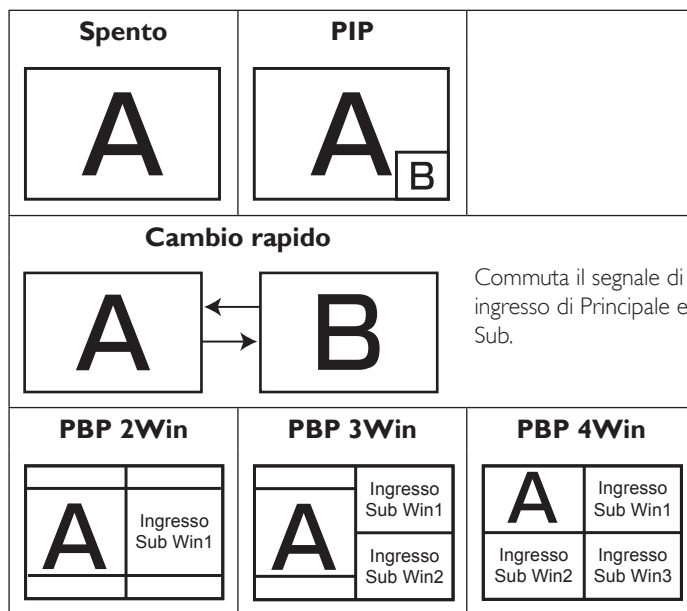 Spento
PIP
A
A
B
Cambio rapido
A
B
Commuta il segnale di
ingresso di Principale e
Sub.
PBP 2Win
PBP 3Win
PBP 4Win
A
Ingresso
Sub Win1
A
Ingresso
Sub Win1
Ingresso
Sub Win2
A
Ingresso
Sub Win1
Ingresso
Sub Win2
Ingresso
Sub Win3